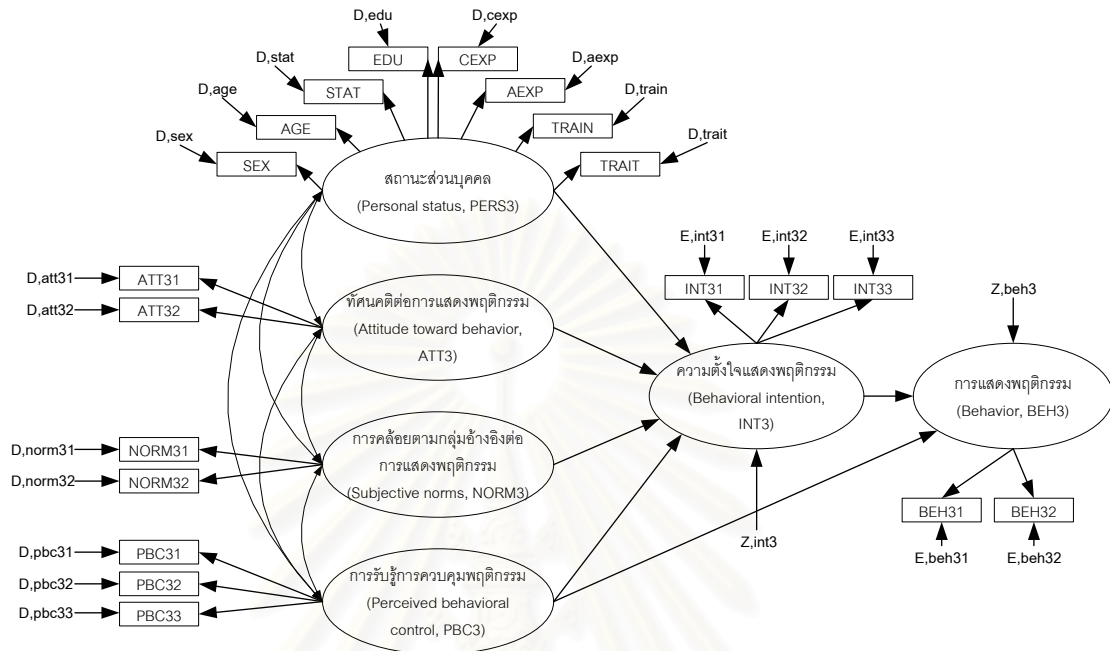 D,edu
D,cexp
D,stat
EDU
CEXP
D,aexp
D,age
STAT
AEXP
D,train
D,sex
AGE
TRAIN
D,trait
SEX
TRAIT
สถานะส่วนบุคคล
(Personal status, PERS3)
E,int31
E,int32
E,int33
D,att31
ATT31
D,att32
ATT32
ทัศนคติต่อการแสดงพฤติกรรม
(Attitude toward behavior,
ATT3)
INT31
INT32
INT33
Z,beh3
ความตั้งใจแสดงพฤติกรรม
(Behavioral intention,
INT3)
การแสดงพฤติกรรม
(Behavior, BEH3)
D,norm31
NORM31
D,norm32
NORM32
การคล้อยตามกลุ่มอ้างอิงต่อ
การแสดงพฤติกรรม
(Subjective norms, NORM3)
BEH31
BEH32
Z,int3
E,beh31
E,beh32
D,pbc31
PBC31
D,pbc32
PBC32
D,pbc33
PBC33
การรับรู้การควบคุมพฤติกรรม
(Perceived behavioral
control, PBC3)